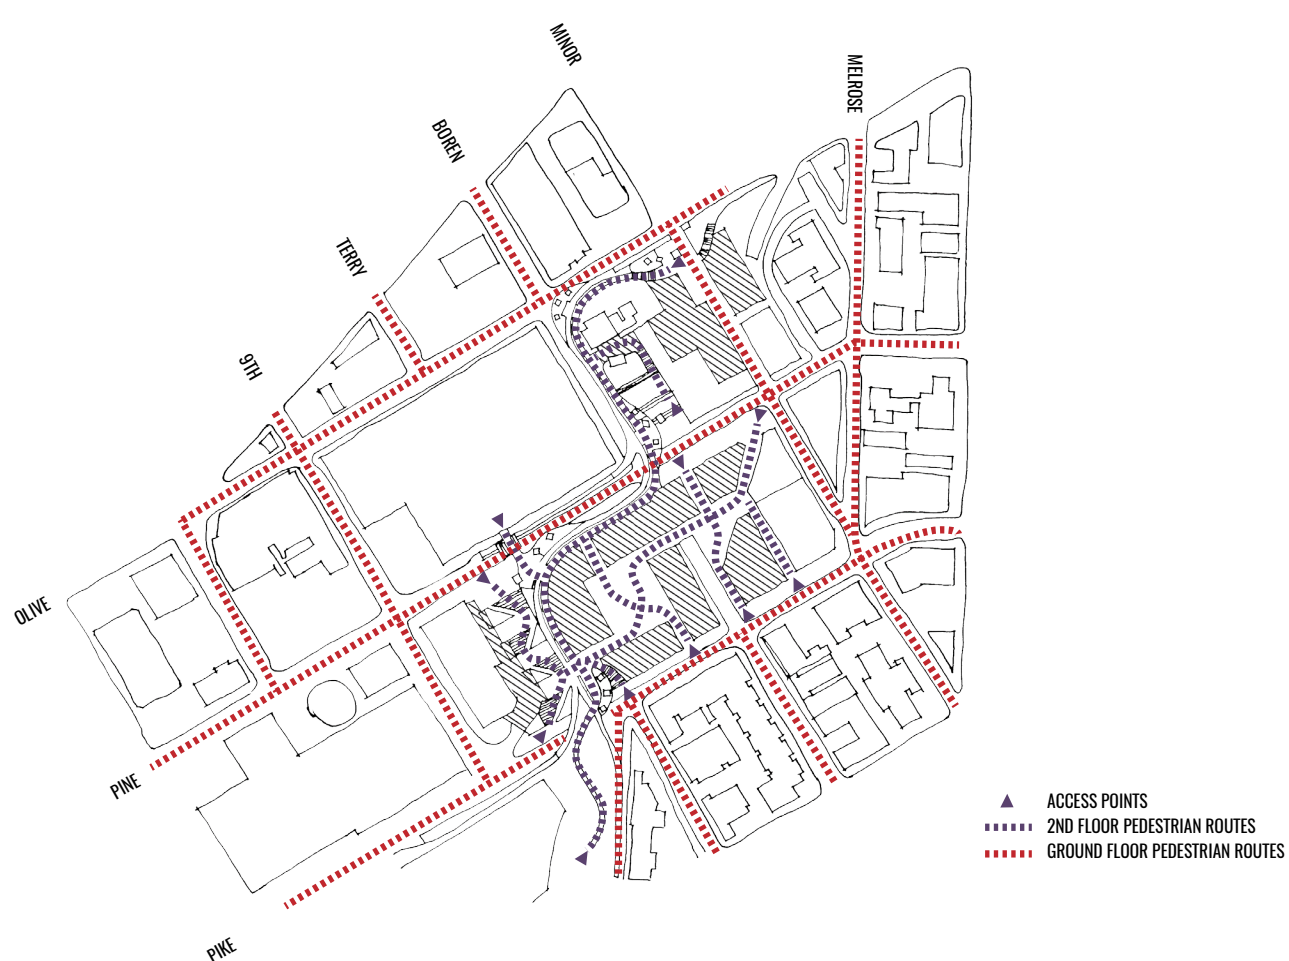 MINOR
MELROSE
BOREN
TERRY
9TH
OLIVE
PINE
PIKE
ACCESS POINTS
2ND FLOOR PEDESTRIAN ROUTES
GROUND FLOOR PEDESTRIAN ROUTES